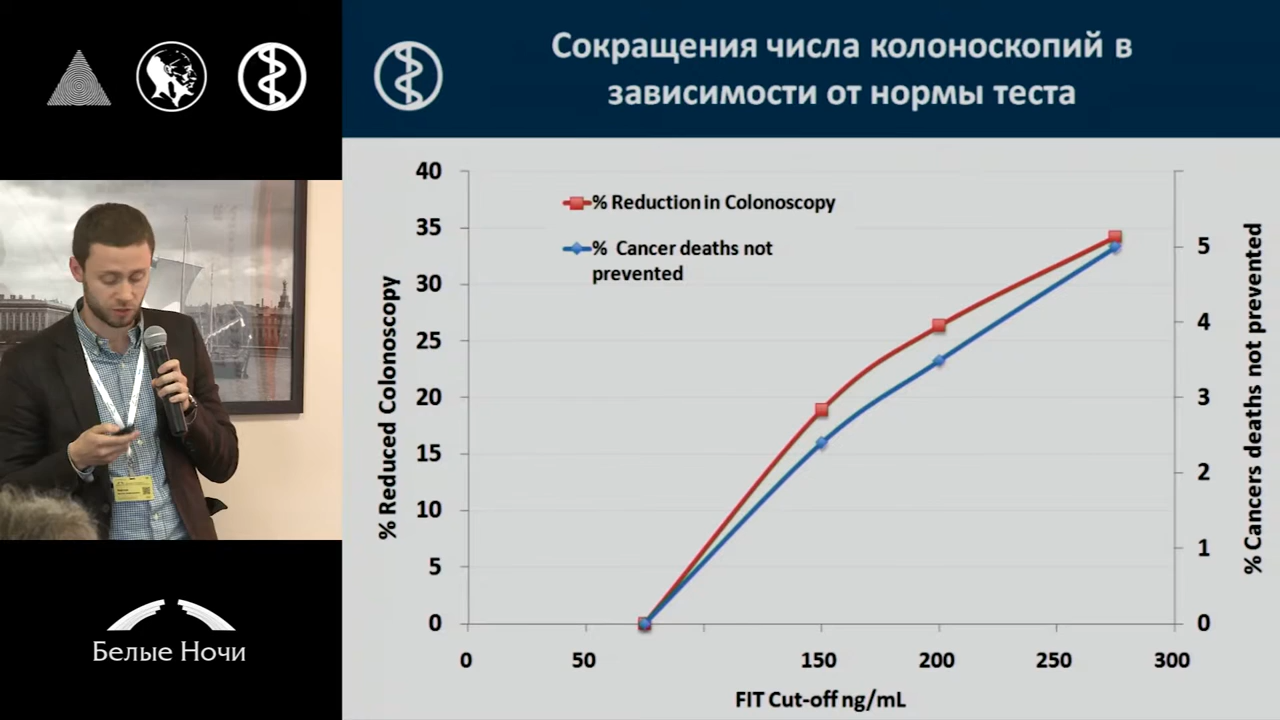 Сокращения числа колоноскопий в
зависимости от нормы теста
% Reduction in Colonoscopy
% Cancer deaths not
prevented
% Reduced Colonoscopy
40
35
30
25
20
15
10
5
0
5
4
3
2
1
0
% Cancers deaths not prevented
0
50
150
200
250
300
FIT Cut-off ng/mL
Белые Ночи